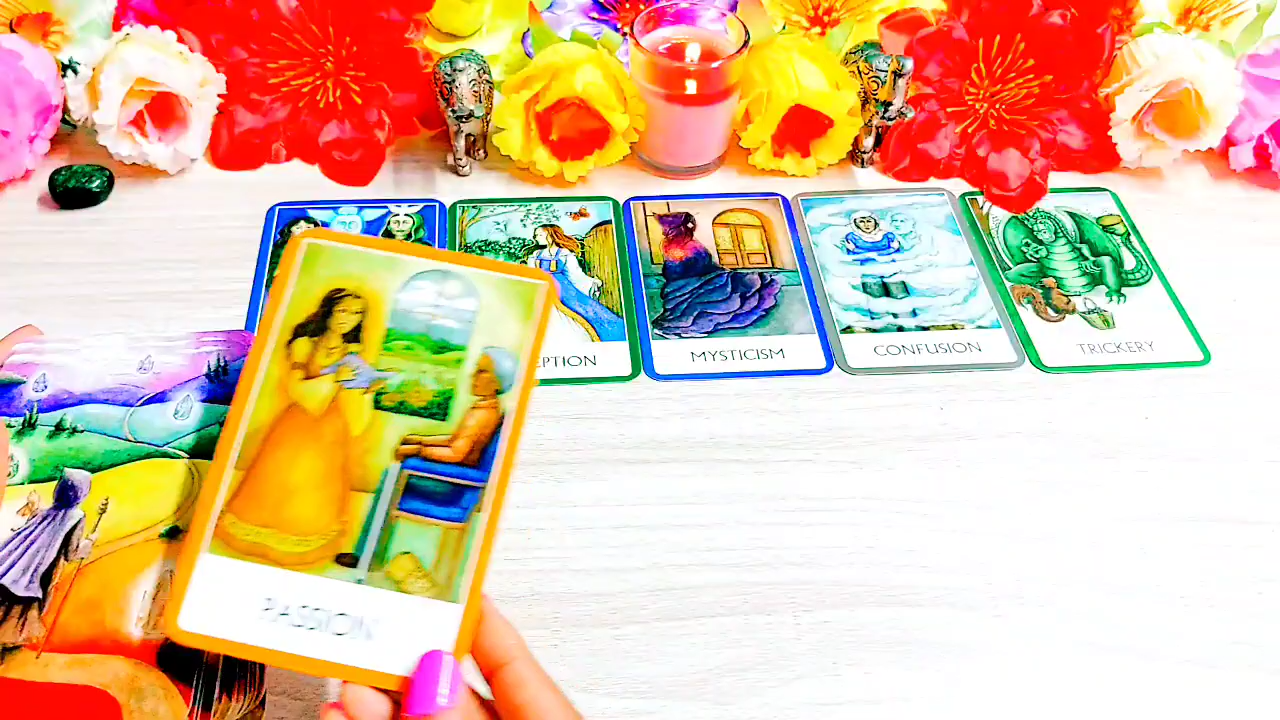 EPTION
MYSTICISM
CONFUSION
TRICKERY
PASSION